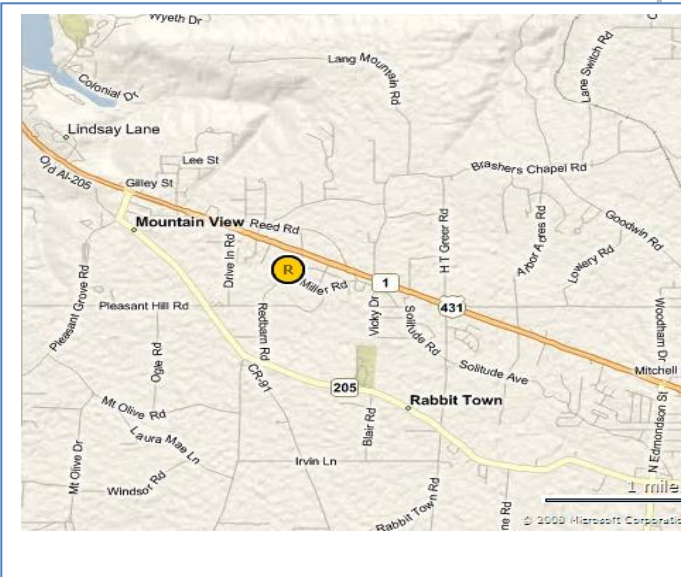 Wyeth Dr
Lang Mountain Rd
Lane Switch Rd
Colonial Dr
Lindsay Lane
Old Al-205
Lee St
Gilley St
Brashers Chapel Rd
Mountain View
Reed Rd
Drive In Rd
H T Greer Rd
Arbor Acres Rd
Goodwin Rd
Lowery Rd
R
Miller Rd
1
431
Pleasant Grove Rd
Pleasant Hill Rd
Redbarn Rd
Vicky Dr
Solitude Rd
Woodham Dr
Ogle Rd
CR-91
Solitude Ave
Mitchell
205
Rabbit Town
Mt Olive Rd
Laura Mae Ln
Blair Rd
N Edmondson St
Mt Olive Dr
Irvin Ln
Windsor Rd
Rabbit Town Rd
ne Rd
1 mile
Microsoft Corporatio